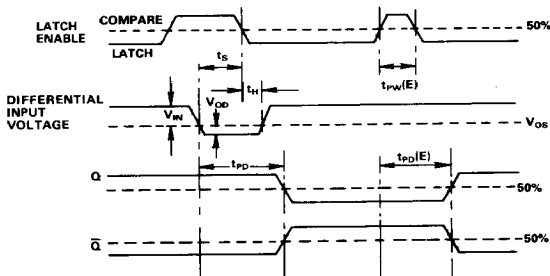 LATCH
ENABLE
COMPARE
LATCH
50%
tS
tH
tPW(E)
DIFFERENTIAL
INPUT
VOLTAGE
VIN
VOD
VOS
tPD
tPD(E)
Q
50%
Q̅
50%